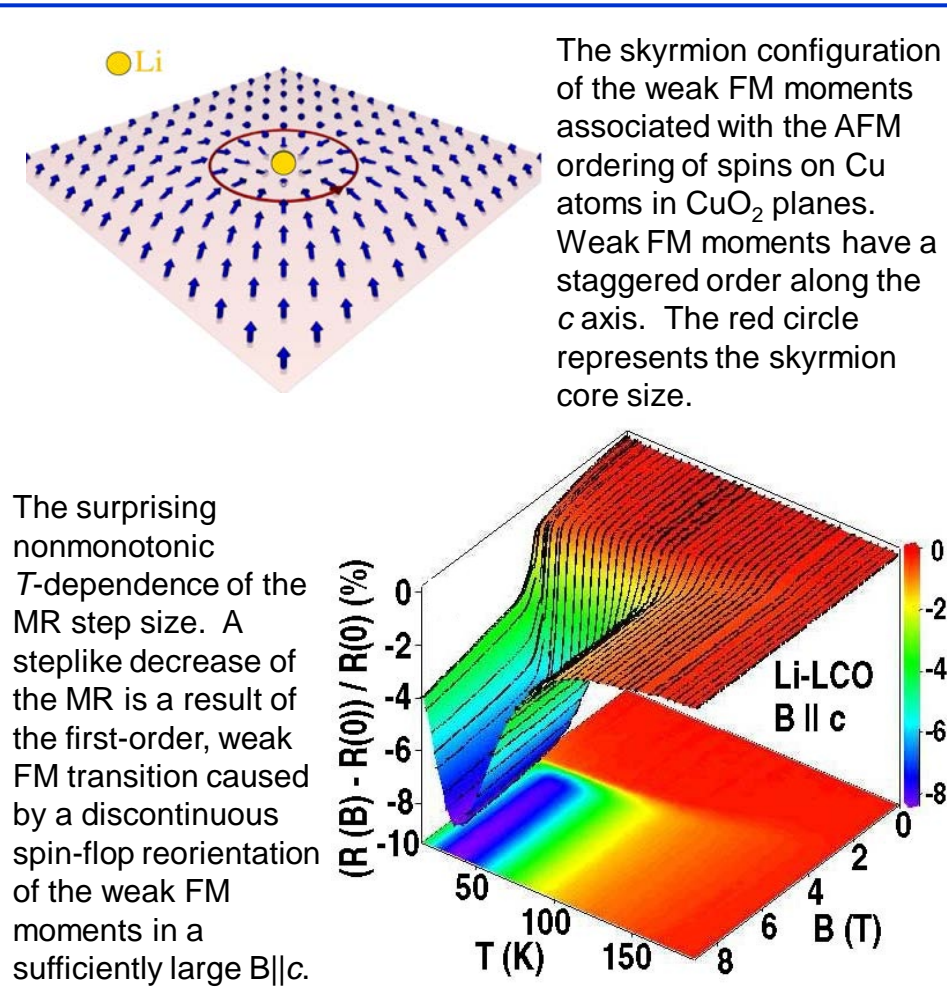 Li
The skyrmion configuration
of the weak FM moments
associated with the AFM
ordering of spins on Cu
atoms in CuO₂ planes.
Weak FM moments have a
staggered order along the
c axis.  The red circle
represents the skyrmion
core size.
The surprising
nonmonotonic
T-dependence of the
MR step size.  A
steplike decrease of
the MR is a result of
the first-order, weak
FM transition caused
by a discontinuous
spin-flop reorientation
of the weak FM
moments in a
sufficiently large B||c.
(R (B) - R(0)) / R(0) (%)
0
-2
-4
-6
-8
-10
50
100
150
T (K)
8
6
4
2
0
B (T)
Li-LCO
B || c
0
-2
-4
-6
-8